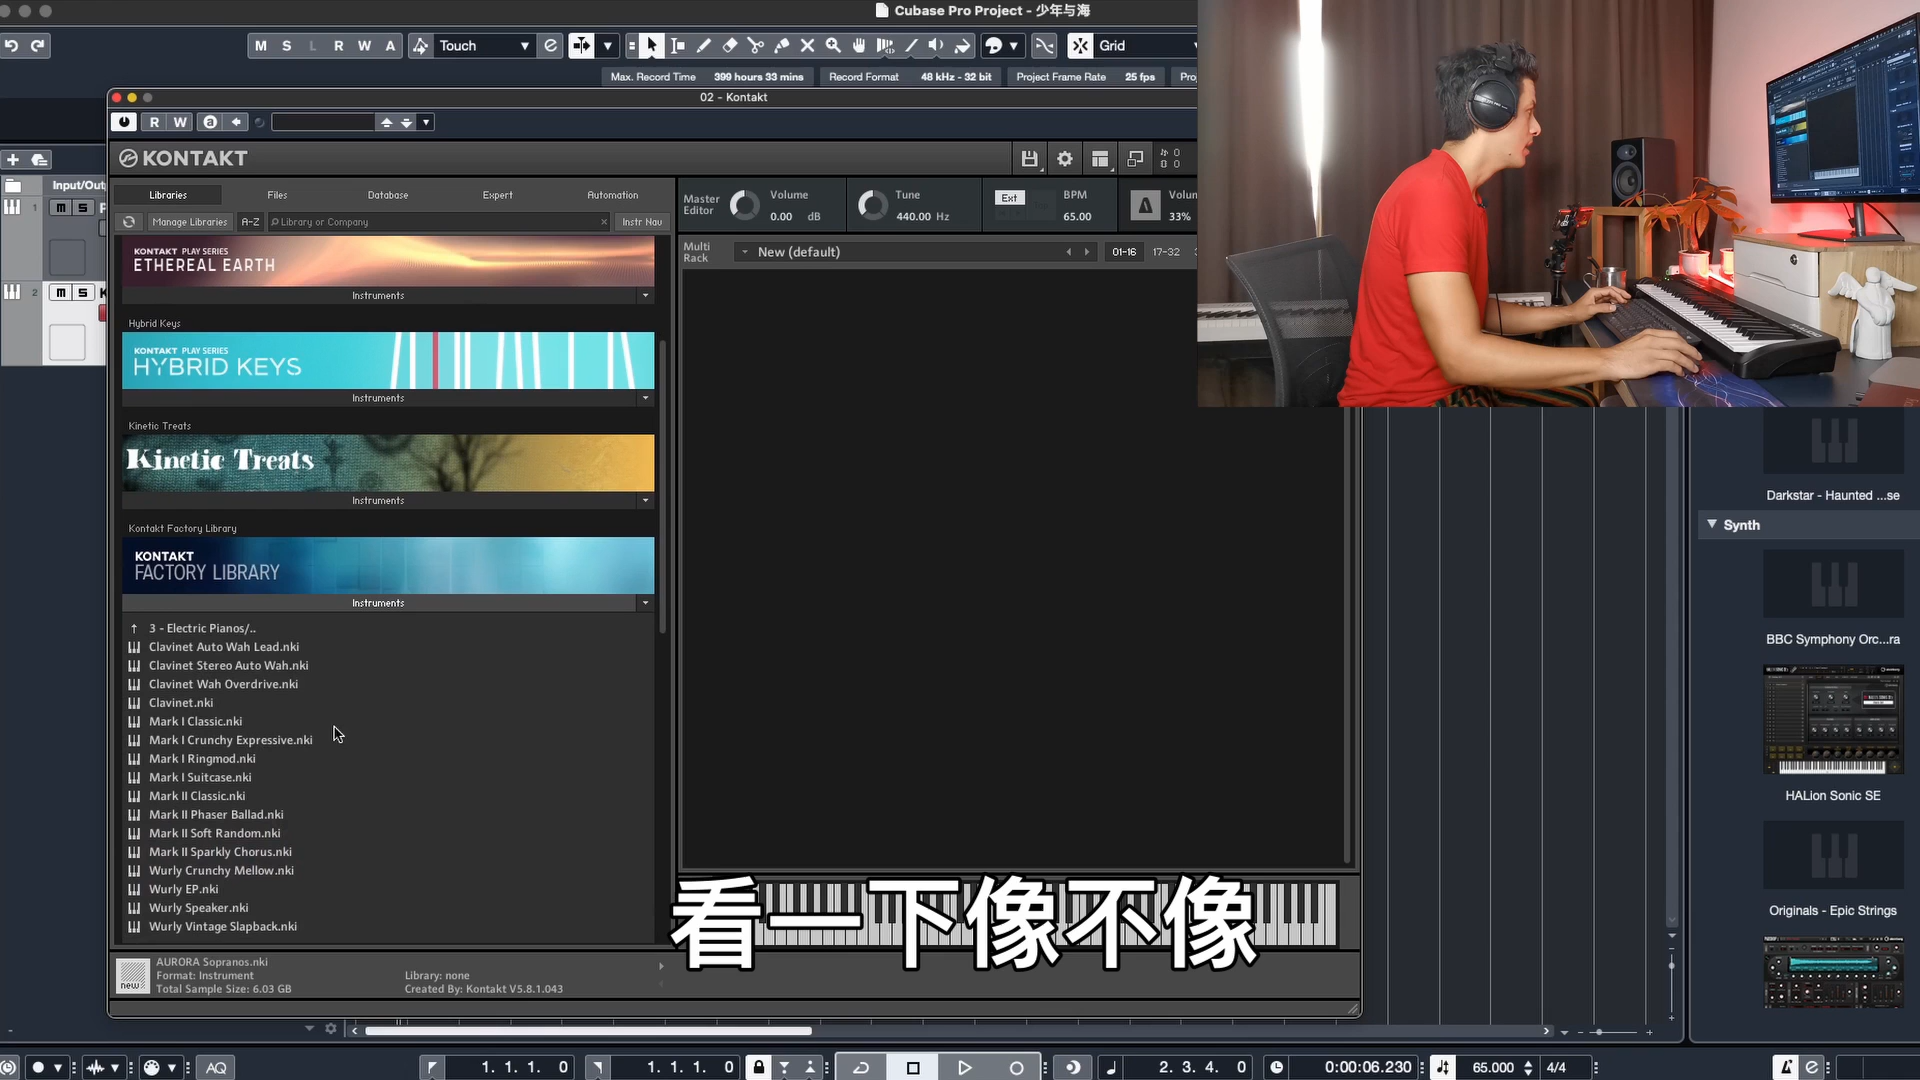 Cubase Pro Project - 少年与海
M S L R W A
Touch
Grid
Max. Record Time 399 hours 33 mins
Record Format 48 kHz - 32 bit
Project Frame Rate 25 fps
02 - Kontakt
R W
KONTAKT
0
0
Libraries Files Database Expert Automation
Manage Libraries A-Z Library or Company Instr Nav
Master Editor
Volume
0.00 dB
Tune
440.00 Hz
Ext
BPM
65.00
33%
Multi Rack
New (default)
01-16 17-32
Input/Outp
1 M S
2 M S
KONTAKT PLAY SERIES
ETHEREAL EARTH
Instruments
Hybrid Keys
KONTAKT PLAY SERIES
HYBRID KEYS
Instruments
Kinetic Treats
Kinetic Treats
Instruments
Kontakt Factory Library
KONTAKT
FACTORY LIBRARY
Instruments
3 - Electric Pianos/..
Clavinet Auto Wah Lead.nki
Clavinet Stereo Auto Wah.nki
Clavinet Wah Overdrive.nki
Clavinet.nki
Mark I Classic.nki
Mark I Crunchy Expressive.nki
Mark I Ringmod.nki
Mark I Suitcase.nki
Mark II Classic.nki
Mark II Phaser Ballad.nki
Mark II Soft Random.nki
Mark II Sparkly Chorus.nki
Wurly Crunchy Mellow.nki
Wurly EP.nki
Wurly Speaker.nki
Wurly Vintage Slapback.nki
看一下像不像
new
AURORA Sopranos.nki
Format: Instrument
Total Sample Size: 6.03 GB
Library: none
Created By: Kontakt V5.8.1.043
Darkstar - Haunted ...se
Synth
BBC Symphony Orc...ra
HALion Sonic SE
Originals - Epic Strings
AQ
1. 1. 1. 0
1. 1. 1. 0
2. 3. 4. 0
0:00:06.230
65.000
4/4